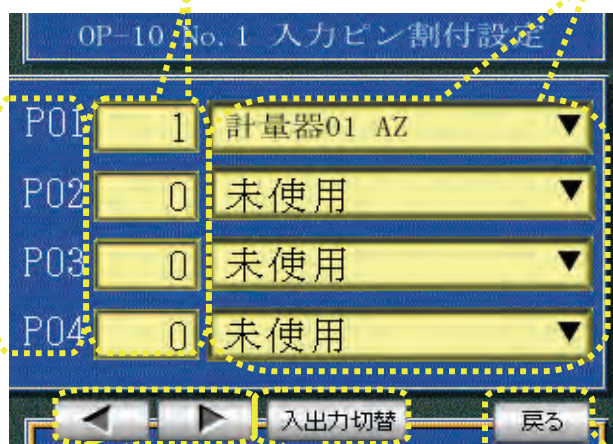 OP-10 No.1 入力ピン割付設定
P01 1 計量器01 AZ ▼
P02 0 未使用 ▼
P03 0 未使用 ▼
P04 0 未使用 ▼
◀ ▶ 入出力切替 戻る